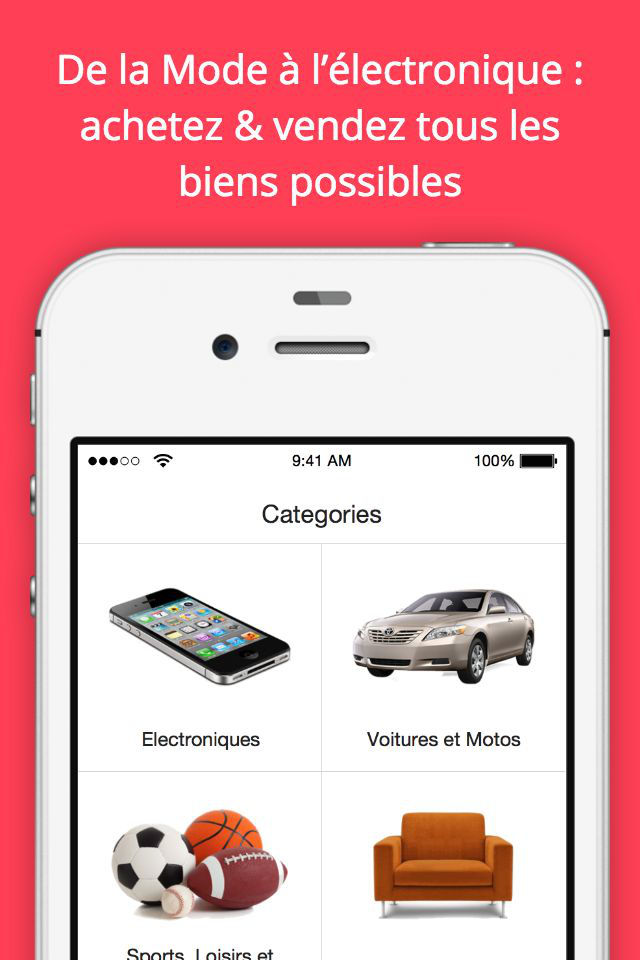 De la Mode à l’électronique :
achetez & vendez tous les
biens possibles
9:41 AM
100%
Categories
Electroniques
Voitures et Motos
Sports, Loisirs et